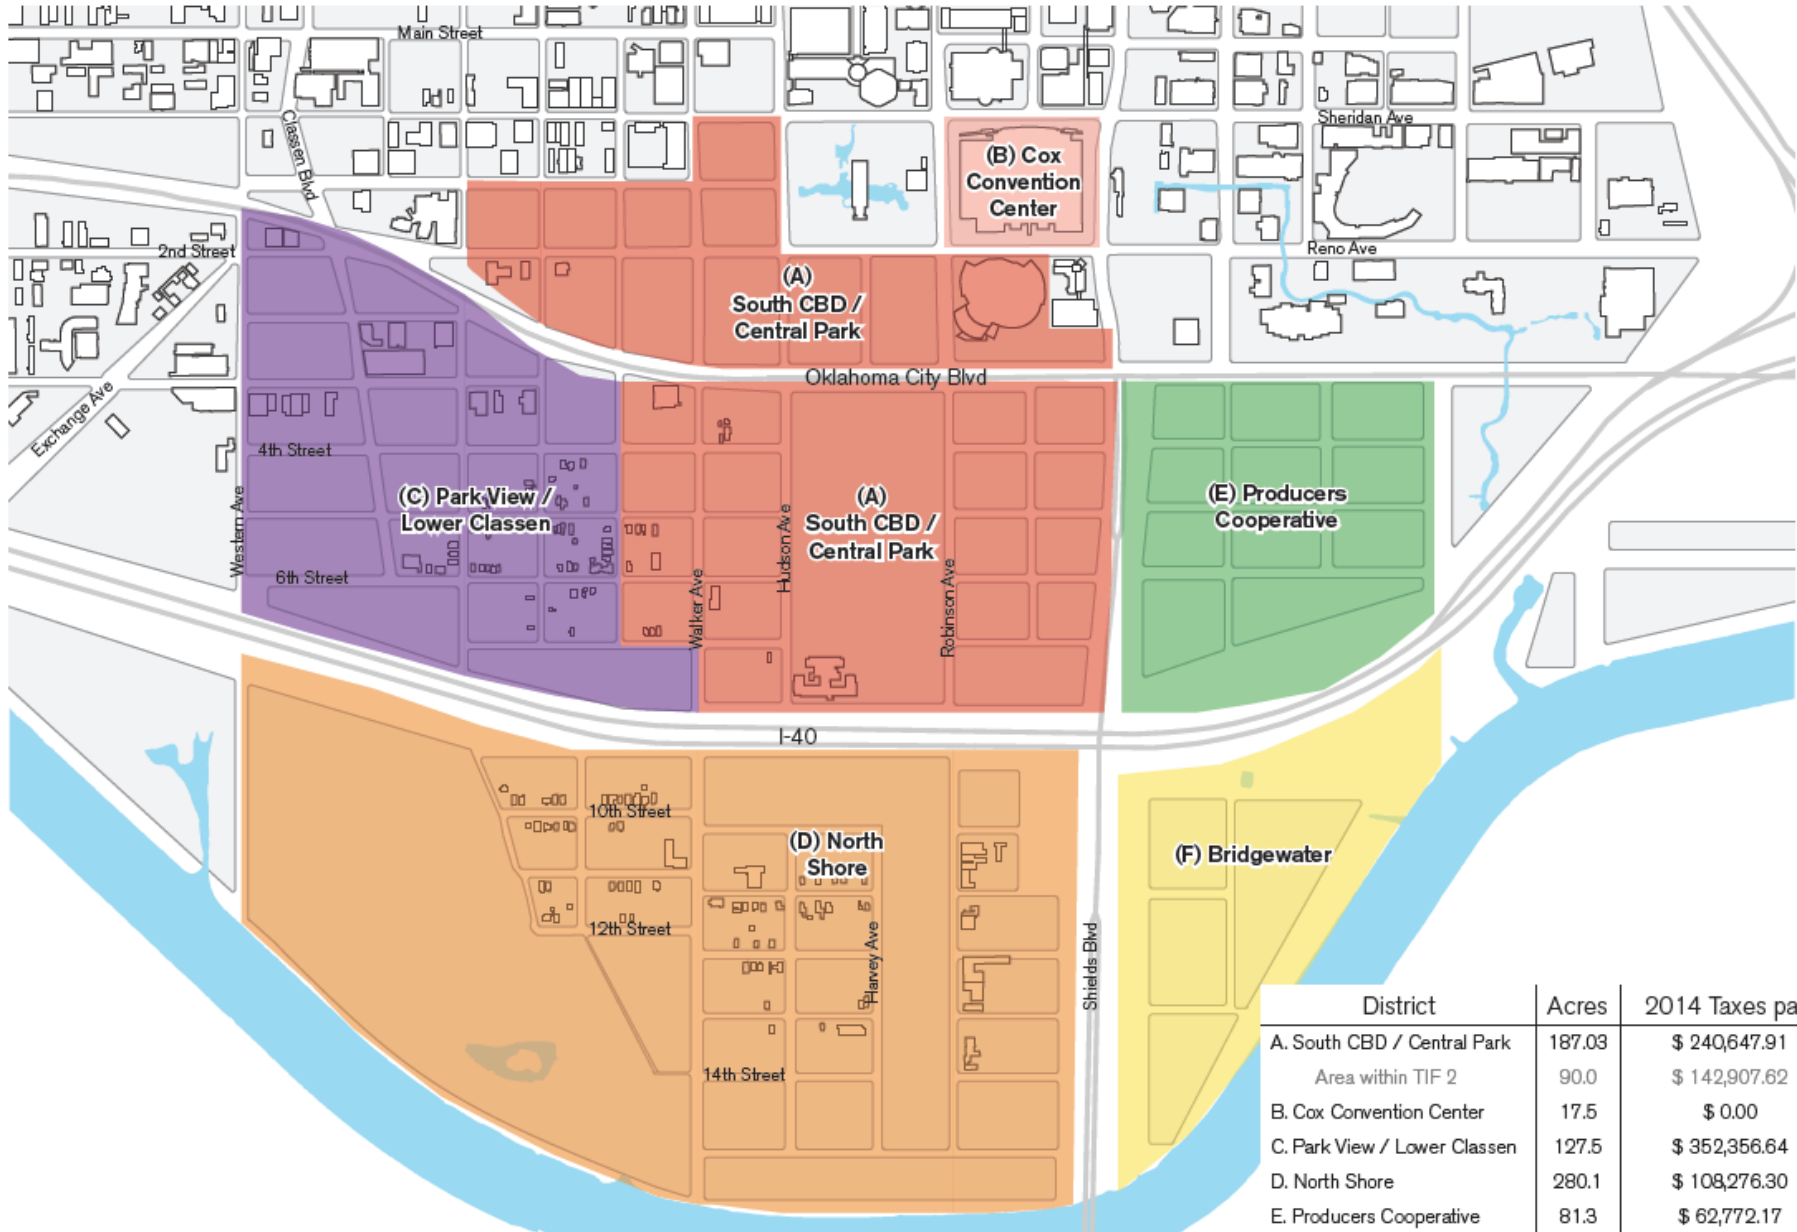 Main Street
Sheridan Ave
Classen Blvd
(B) Cox
Convention
Center
2nd Street
Reno Ave
(A)
South CBD /
Central Park
Oklahoma City Blvd
Exchange Ave
4th Street
Western Ave
(C) Park View /
Lower Classen
(A)
South CBD /
Central Park
(E) Producers
Cooperative
Hudson Ave
6th Street
Walker Ave
Robinson Ave
I-40
10th Street
(D) North
Shore
(F) Bridgewater
12th Street
Harvey Ave
Shields Blvd
14th Street
District Acres 2014 Taxes pa
A. South CBD / Central Park 187.03 $ 240,647.91
Area within TIF 2 90.0 $ 142,907.62
B. Cox Convention Center 17.5 $ 0.00
C. Park View / Lower Classen 127.5 $ 352,356.64
D. North Shore 280.1 $ 108,276.30
E. Producers Cooperative 81.3 $ 62,772.17